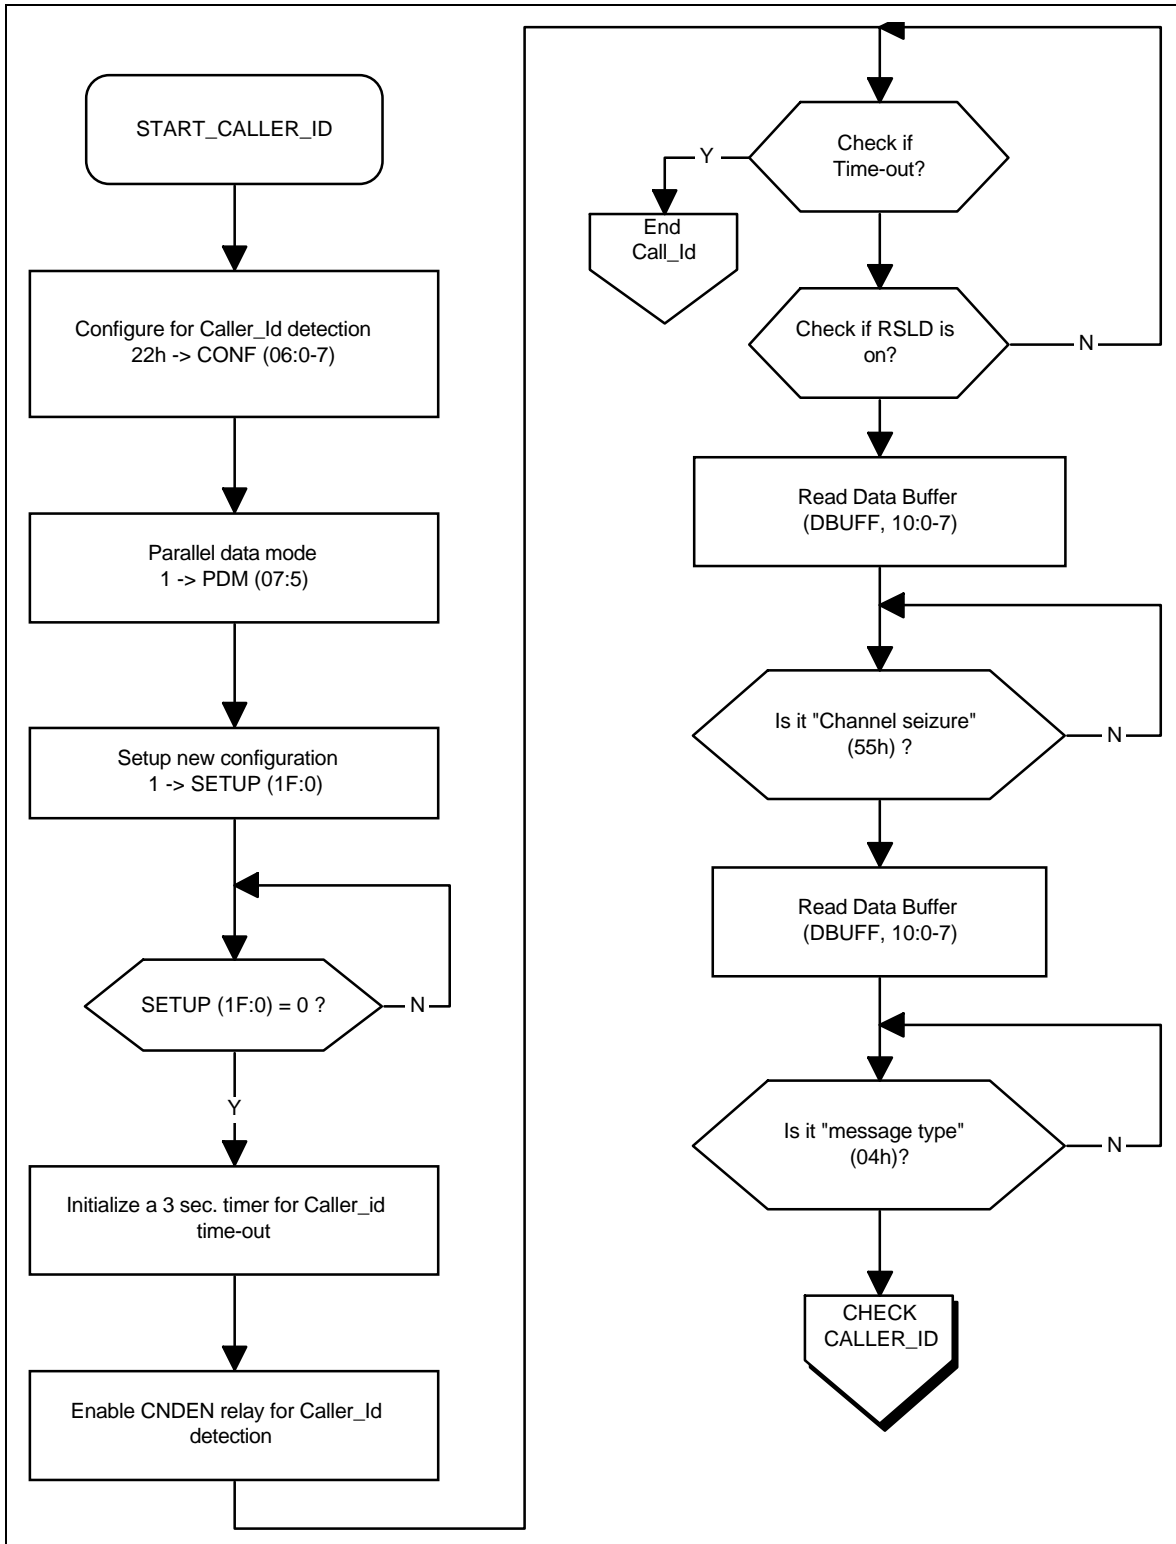 START_CALLER_ID
Configure for Caller_Id detection
22h -> CONF (06:0-7)
Parallel data mode
1 -> PDM (07:5)
Setup new configuration
1 -> SETUP (1F:0)
SETUP (1F:0) = 0 ?
N
Y
Initialize a 3 sec. timer for Caller_id
time-out
Enable CNDEN relay for Caller_Id
detection
Check if
Time-out?
Y
End
Call_Id
Check if RSLD is
on?
N
Read Data Buffer
(DBUFF, 10:0-7)
Is it "Channel seizure"
(55h) ?
N
Read Data Buffer
(DBUFF, 10:0-7)
Is it "message type"
(04h)?
N
CHECK
CALLER_ID